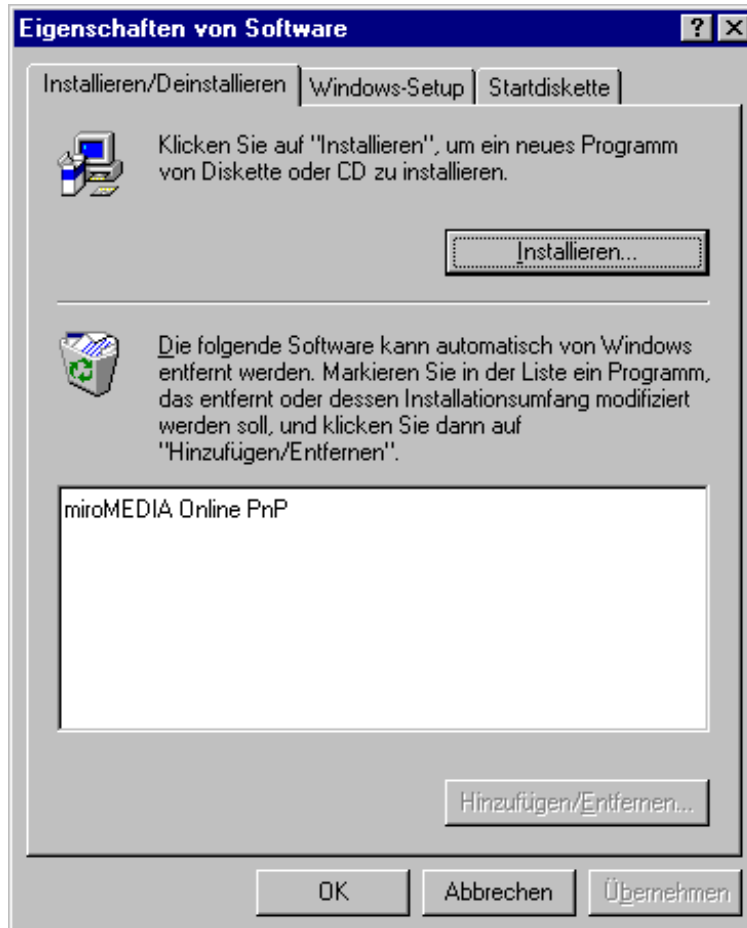 Eigenschaften von Software
Installieren/Deinstallieren
Windows-Setup
Startdiskette
Klicken Sie auf "Installieren", um ein neues Programm
von Diskette oder CD zu installieren.
Installieren...
Die folgende Software kann automatisch von Windows
entfernt werden. Markieren Sie in der Liste ein Programm,
das entfernt oder dessen Installationsumfang modifiziert
werden soll, und klicken Sie dann auf
"Hinzufügen/Entfernen".
miroMEDIA Online PnP
Hinzufügen/Entfernen...
OK
Abbrechen
Übernehmen